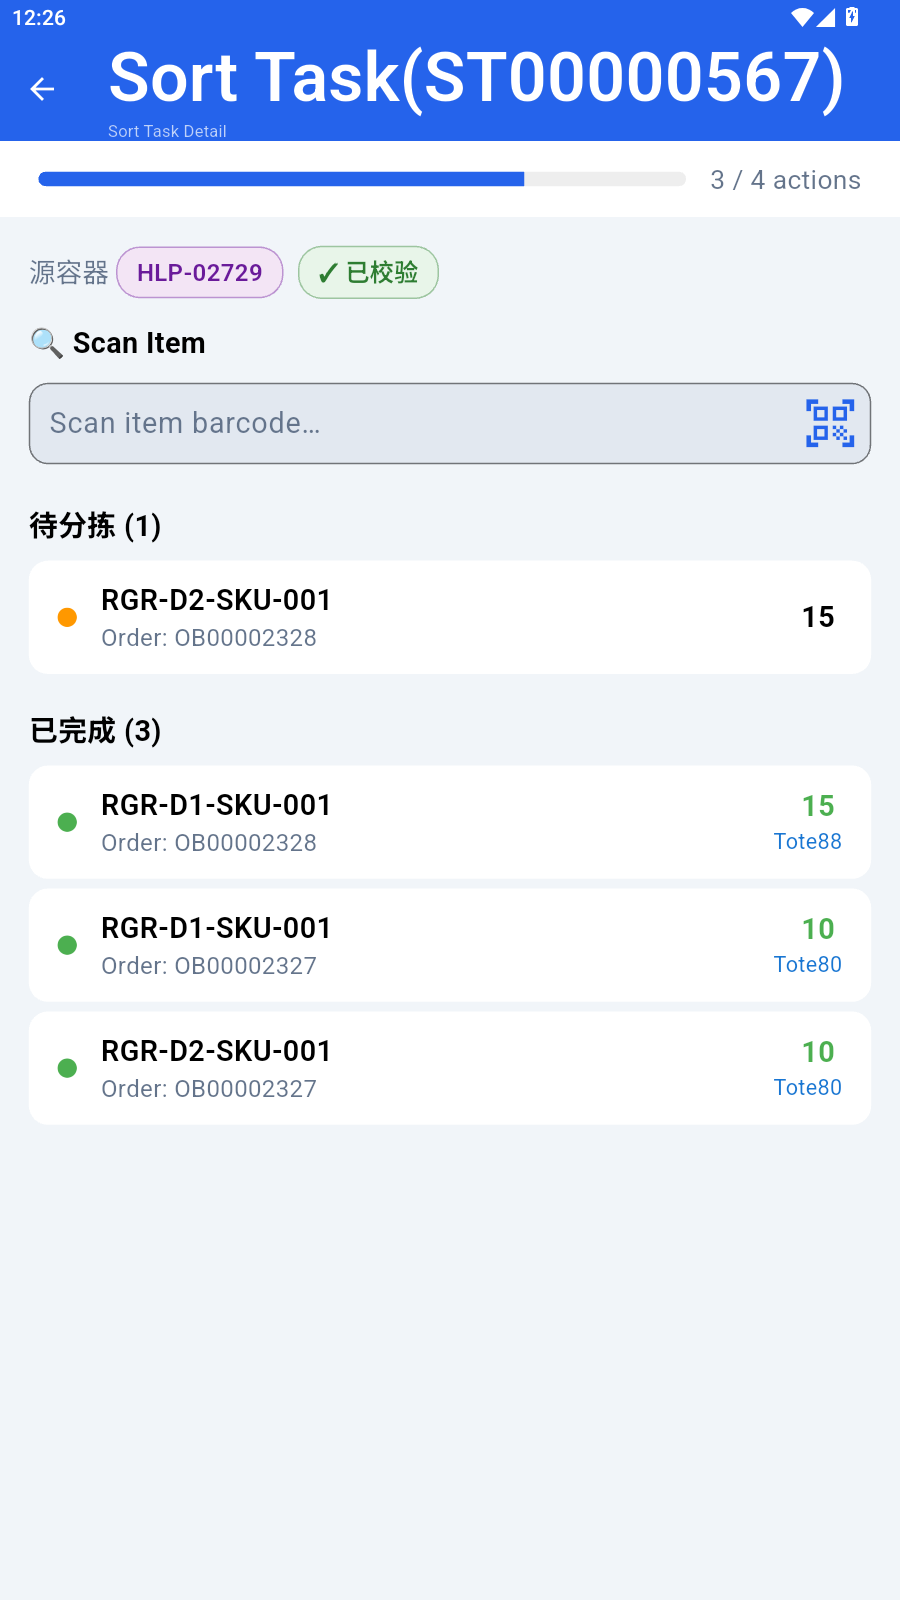 12:26
Sort Task(ST00000567)
Sort Task Detail
3 / 4 actions
源容器 HLP-02729 ✓ 已校验
🔍 Scan Item
Scan item barcode…
待分拣 (1)
RGR-D2-SKU-001
15
Order: OB00002328
已完成 (3)
RGR-D1-SKU-001
15
Order: OB00002328
Tote88
RGR-D1-SKU-001
10
Order: OB00002327
Tote80
RGR-D2-SKU-001
10
Order: OB00002327
Tote80